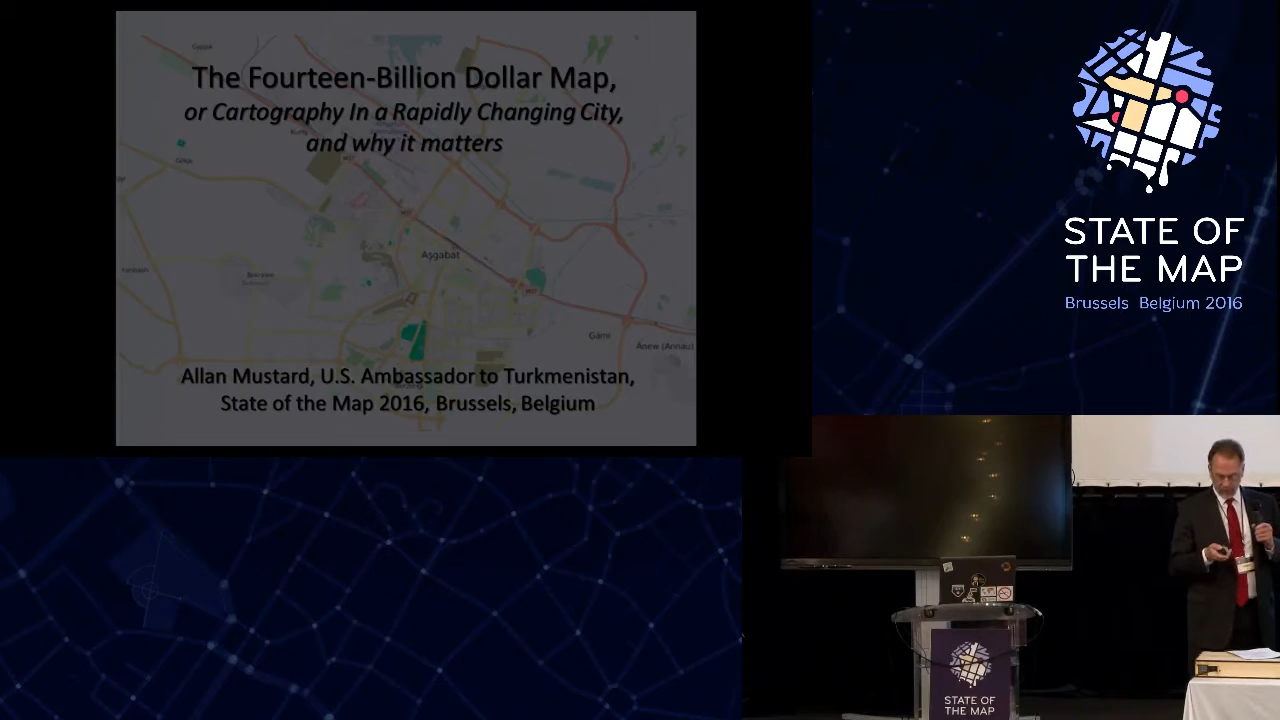 The Fourteen-Billion Dollar Map,
or Cartography In a Rapidly Changing City,
and why it matters
Aşgabat
Gämi
Änew (Annau)
Allan Mustard, U.S. Ambassador to Turkmenistan,
State of the Map 2016, Brussels, Belgium
STATE OF
THE MAP
Brussels Belgium 2016
STATE OF
THE MAP